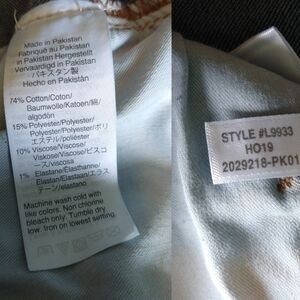 Made in Pakistan
Fabriqué au Pakistan
in Pakistan Hergestellt
Vervaardigd in Pakistan
パキスタン製
Hecho en Pakistán
74% Cotton/Coton/
Baumwolle/Katoen/綿/
algodón
15% Polyester/Polyester/
Polyester/Polyester/ポリ
エステル/poliéster
10% Viscose/Viscose/
Viskose/Viscose/ビスコ
ース/viscosa
1% Elastane/Élasthanne/
Elastan/Elastaan/エラス
テーン/elastano
Machine wash cold with
like colors. Non chlorine
bleach only. Tumble dry
low. Iron on lowest setting.
STYLE #L9933
HO19
2029218-PK01